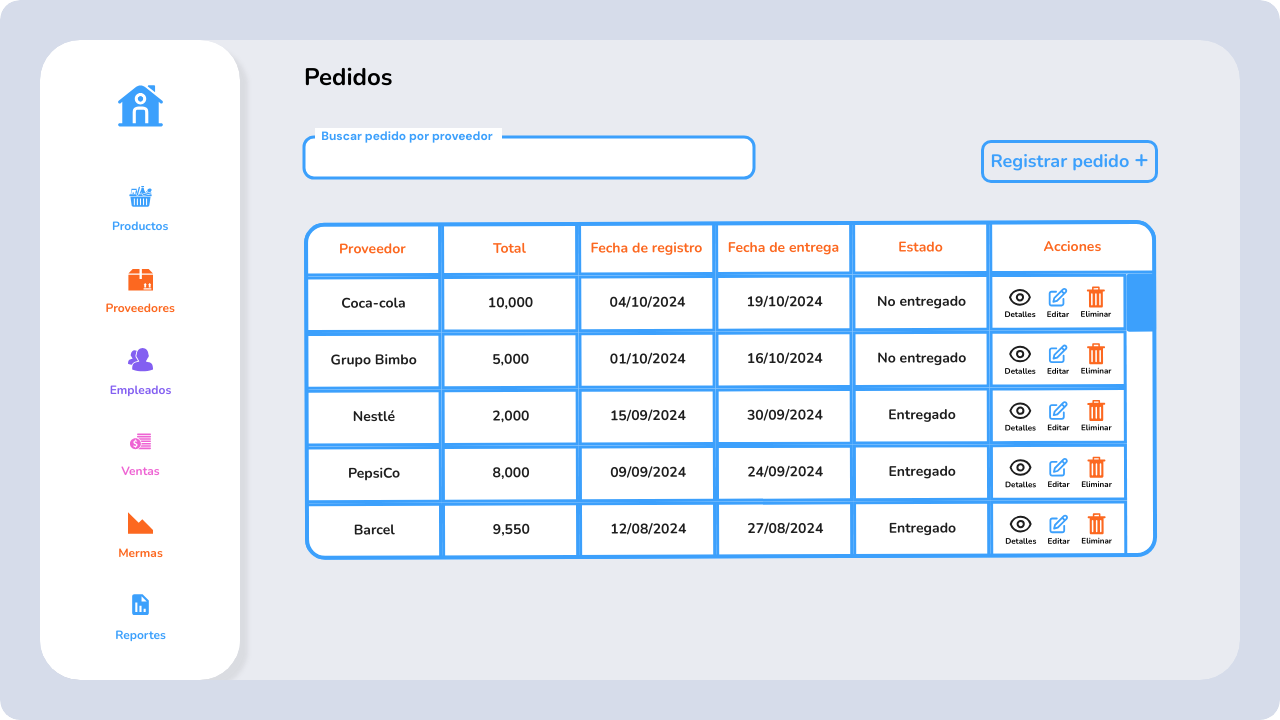 Pedidos
Buscar pedido por proveedor
Registrar pedido +
Productos
Proveedores
Empleados
Ventas
Mermas
Reportes
Proveedor Total Fecha de registro Fecha de entrega Estado Acciones
Coca-cola 10,000 04/10/2024 19/10/2024 No entregado Detalles Editar Eliminar
Grupo Bimbo 5,000 01/10/2024 16/10/2024 No entregado Detalles Editar Eliminar
Nestlé 2,000 15/09/2024 30/09/2024 Entregado Detalles Editar Eliminar
PepsiCo 8,000 09/09/2024 24/09/2024 Entregado Detalles Editar Eliminar
Barcel 9,550 12/08/2024 27/08/2024 Entregado Detalles Editar Eliminar